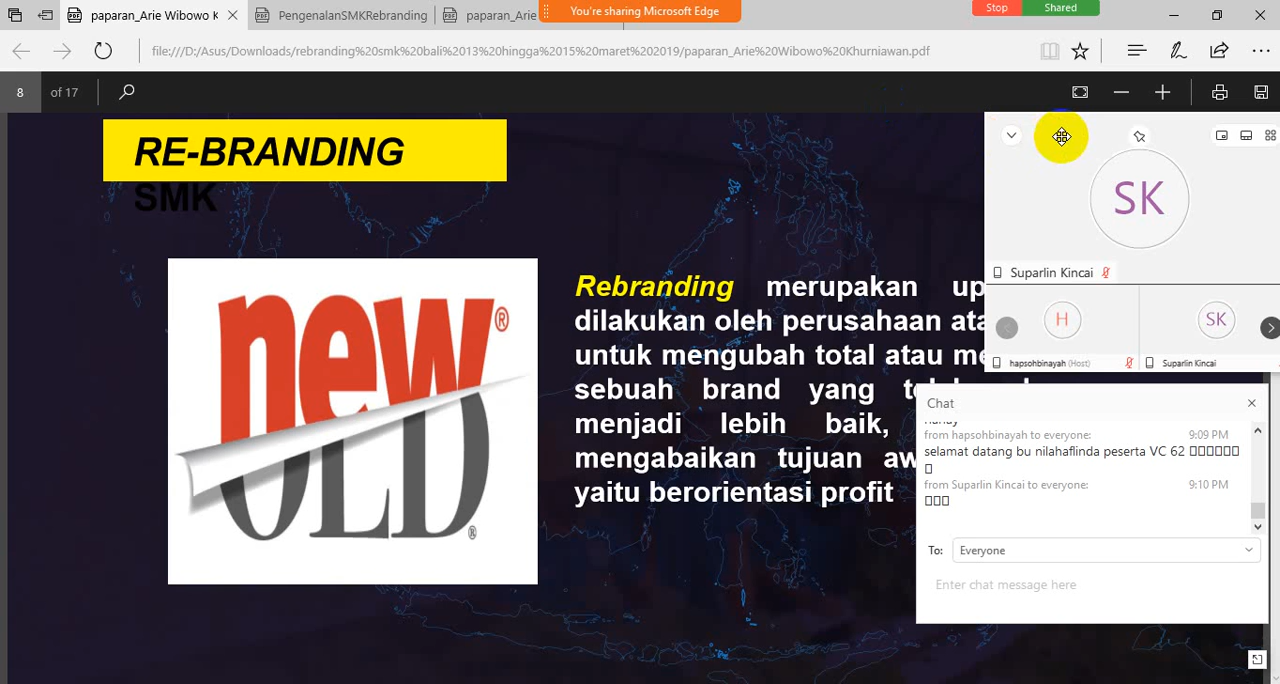 paparan_Arie Wibowo K
PengenalanSMKRebranding
paparan_Arie
You're sharing Microsoft Edge
Stop
Shared
file:///D:/Asus/Downloads/rebranding%20smk%20bali%2013%20hingga%2015%20maret%202019/paparan_Arie%20Wibowo%20Khurniawan.pdf
8 of 17
RE-BRANDING
SMK
new®
OLD®
Rebranding merupakan up
dilakukan oleh perusahaan ata
untuk mengubah total atau me
sebuah brand yang
menjadi lebih baik,
mengabaikan tujuan aw
yaitu berorientasi profit
SK
Suparlin Kincai
H
SK
hapsohbinayah (Host)
Suparlin Kincai
Chat
from hapsohbinayah to everyone: 9:09 PM
selamat datang bu nilahaflinda peserta VC 62
from Suparlin Kincai to everyone: 9:10 PM
To: Everyone
Enter chat message here